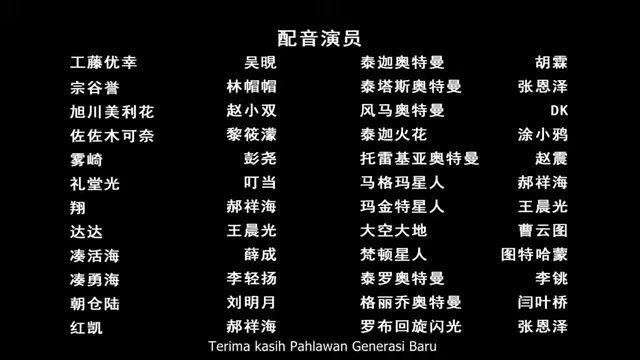 配音演员
工藤优幸 吴晛 泰迦奥特曼 胡霖
宗谷誉 林帽帽 泰塔斯奥特曼 张恩泽
旭川美利花 赵小双 风马奥特曼 DK
佐佐木可奈 黎筱濛 泰迦火花 涂小鸦
雾崎 彭尧 托雷基亚奥特曼 赵震
礼堂光 叮当 马格玛星人 郝祥海
翔 郝祥海 玛金特星人 王晨光
达达 王晨光 大空大地 曹云图
凑活海 薛成 梵顿星人 图特哈蒙
凑勇海 李轻扬 泰罗奥特曼 李铫
朝仓陆 刘明月 格丽乔奥特曼 闫叶桥
红凯 郝祥海 罗布回旋闪光 张恩泽
Terima kasih Pahlawan Generasi Baru